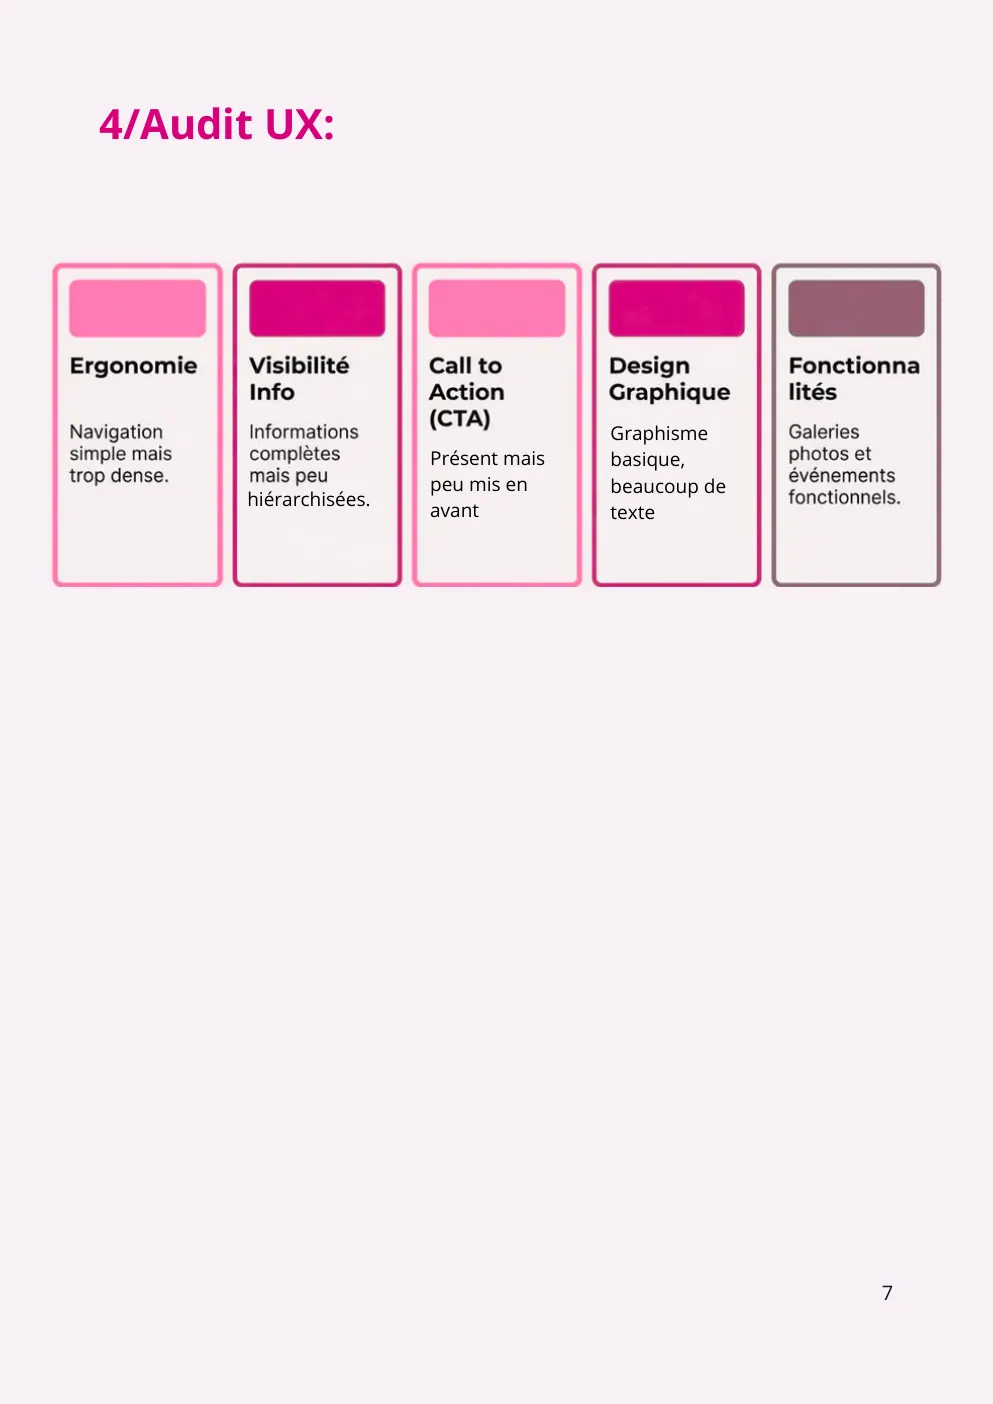 4/Audit UX:
Ergonomie
Navigation
simple mais
trop dense.
Visibilité
Info
Informations
complètes
mais peu
hiérarchisées.
Call to
Action
(CTA)
Présent mais
peu mis en
avant
Design
Graphique
Graphisme
basique,
beaucoup de
texte
Fonctionna
lités
Galeries
photos et
événements
fonctionnels.
7